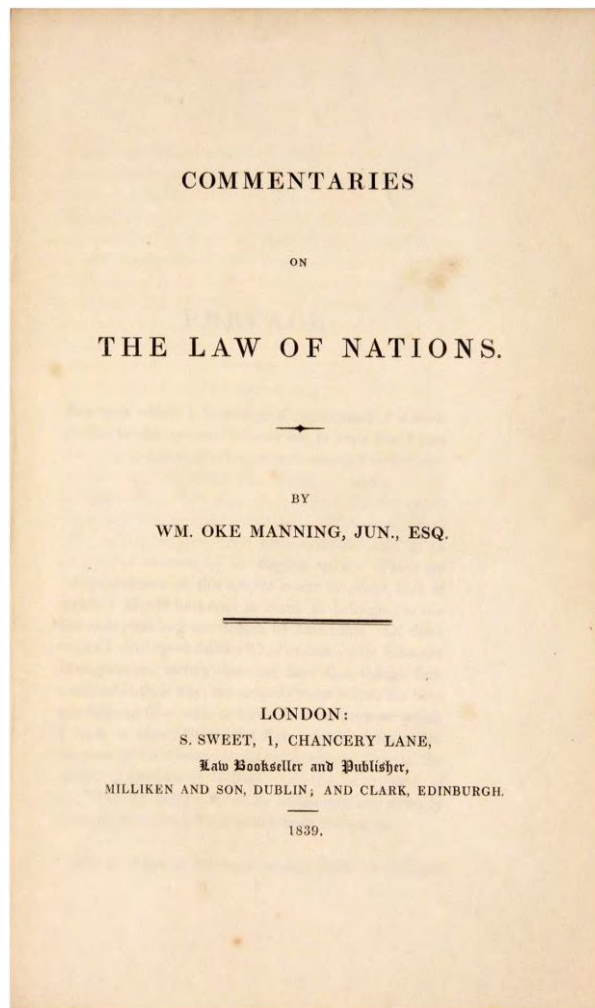 COMMENTARIES
ON
THE LAW OF NATIONS.
BY
WM. OKE MANNING, JUN., ESQ.
LONDON:
S. SWEET, 1, CHANCERY LANE,
Law Bookseller and Publisher,
MILLIKEN AND SON, DUBLIN; AND CLARK, EDINBURGH.
1839.